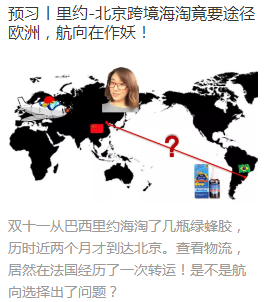 预习丨里约-北京跨境海淘竟要途径
欧洲，航向在作妖！
?
双十一从巴西里约海淘了几瓶绿蜂胶，
历时近两个月才到达北京。查看物流，
居然在法国经历了一次转运！是不是航
向选择出了问题？